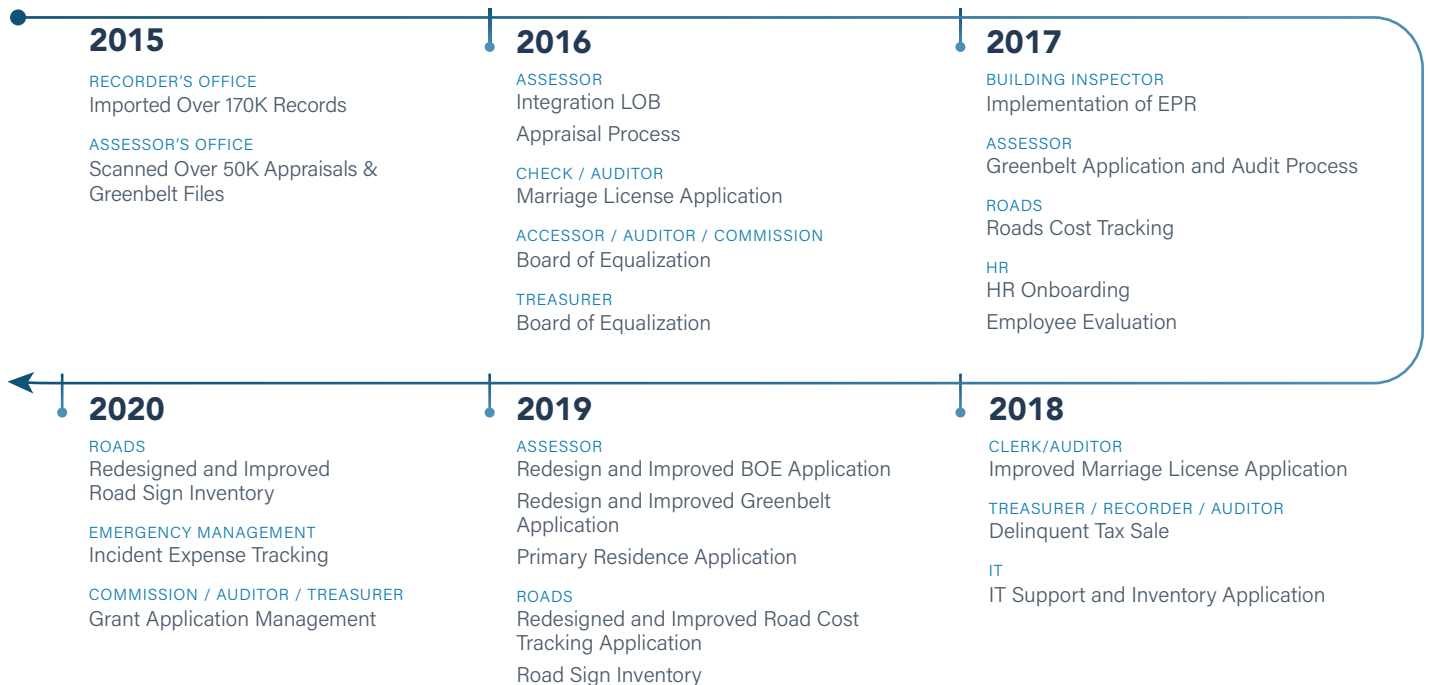 2015
RECORDER'S OFFICE
Imported Over 170K Records
ASSESSOR'S OFFICE
Scanned Over 50K Appraisals &
Greenbelt Files
2016
ASSESSOR
Integration LOB
Appraisal Process
CHECK / AUDITOR
Marriage License Application
ACCESSOR / AUDITOR / COMMISSION
Board of Equalization
TREASURER
Board of Equalization
2017
BUILDING INSPECTOR
Implementation of EPR
ASSESSOR
Greenbelt Application and Audit Process
ROADS
Roads Cost Tracking
HR
HR Onboarding
Employee Evaluation
2018
CLERK/AUDITOR
Improved Marriage License Application
TREASURER / RECORDER / AUDITOR
Delinquent Tax Sale
IT
IT Support and Inventory Application
2019
ASSESSOR
Redesign and Improved BOE Application
Redesign and Improved Greenbelt
Application
Primary Residence Application
ROADS
Redesigned and Improved Road Cost
Tracking Application
Road Sign Inventory
2020
ROADS
Redesigned and Improved
Road Sign Inventory
EMERGENCY MANAGEMENT
Incident Expense Tracking
COMMISSION / AUDITOR / TREASURER
Grant Application Management